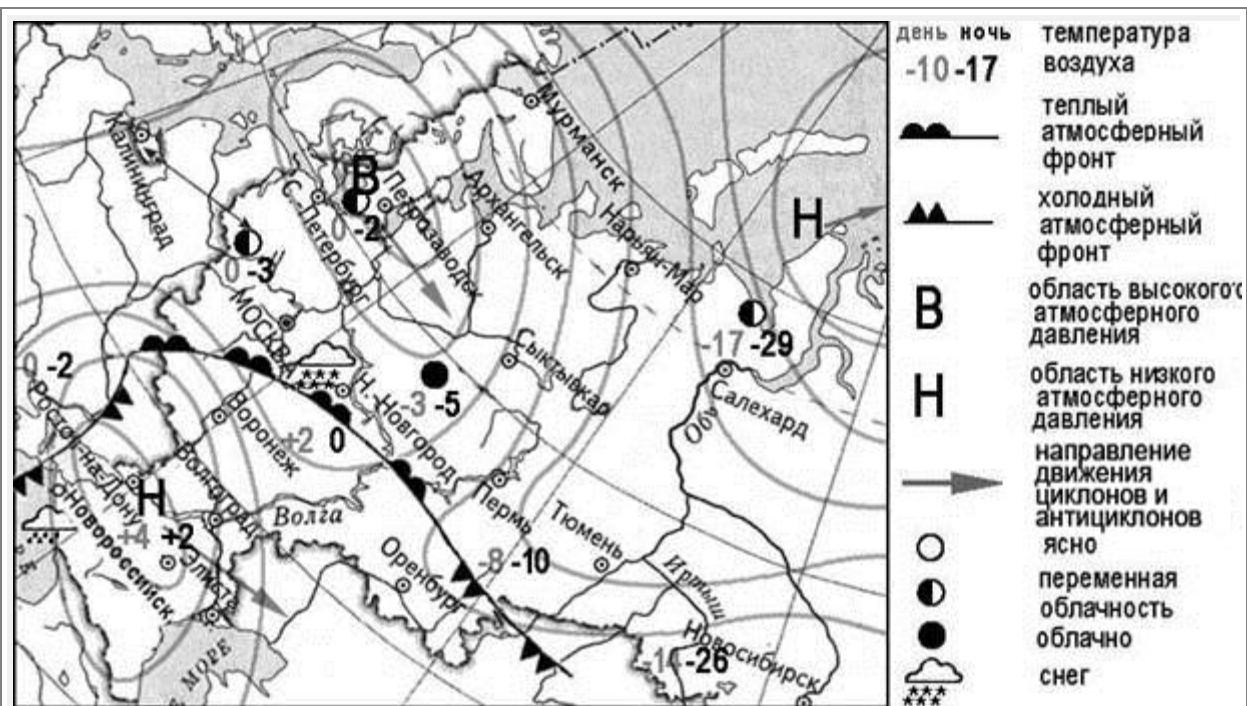 Мурманск
Калининград
В
С.-Петербург
Петрозаводск
0 -2
Архангельск
Нарьян-Мар
Н
0 -3
МОСКВА
-17 -29
Салехард
Обь
Сыктывкар
0 -2
-3 -5
Н.-Новгород
Ростов-на-Дону
Воронеж
+2 0
Волгоград
Н
Волга
Пермь
Тюмень
Новороссийск
+4 +2
Элиста
Оренбург
-8 -10
Иртыш
Новосибирск
-14 -26
МОРЕ
день ночь
-10 -17
температура
воздуха
теплый
атмосферный
фронт
холодный
атмосферный
фронт
В
область высокого
атмосферного
давления
Н
область низкого
атмосферного
давления
направление
движения
циклонов и
антициклонов
ясно
переменная
облачность
облачно
снег